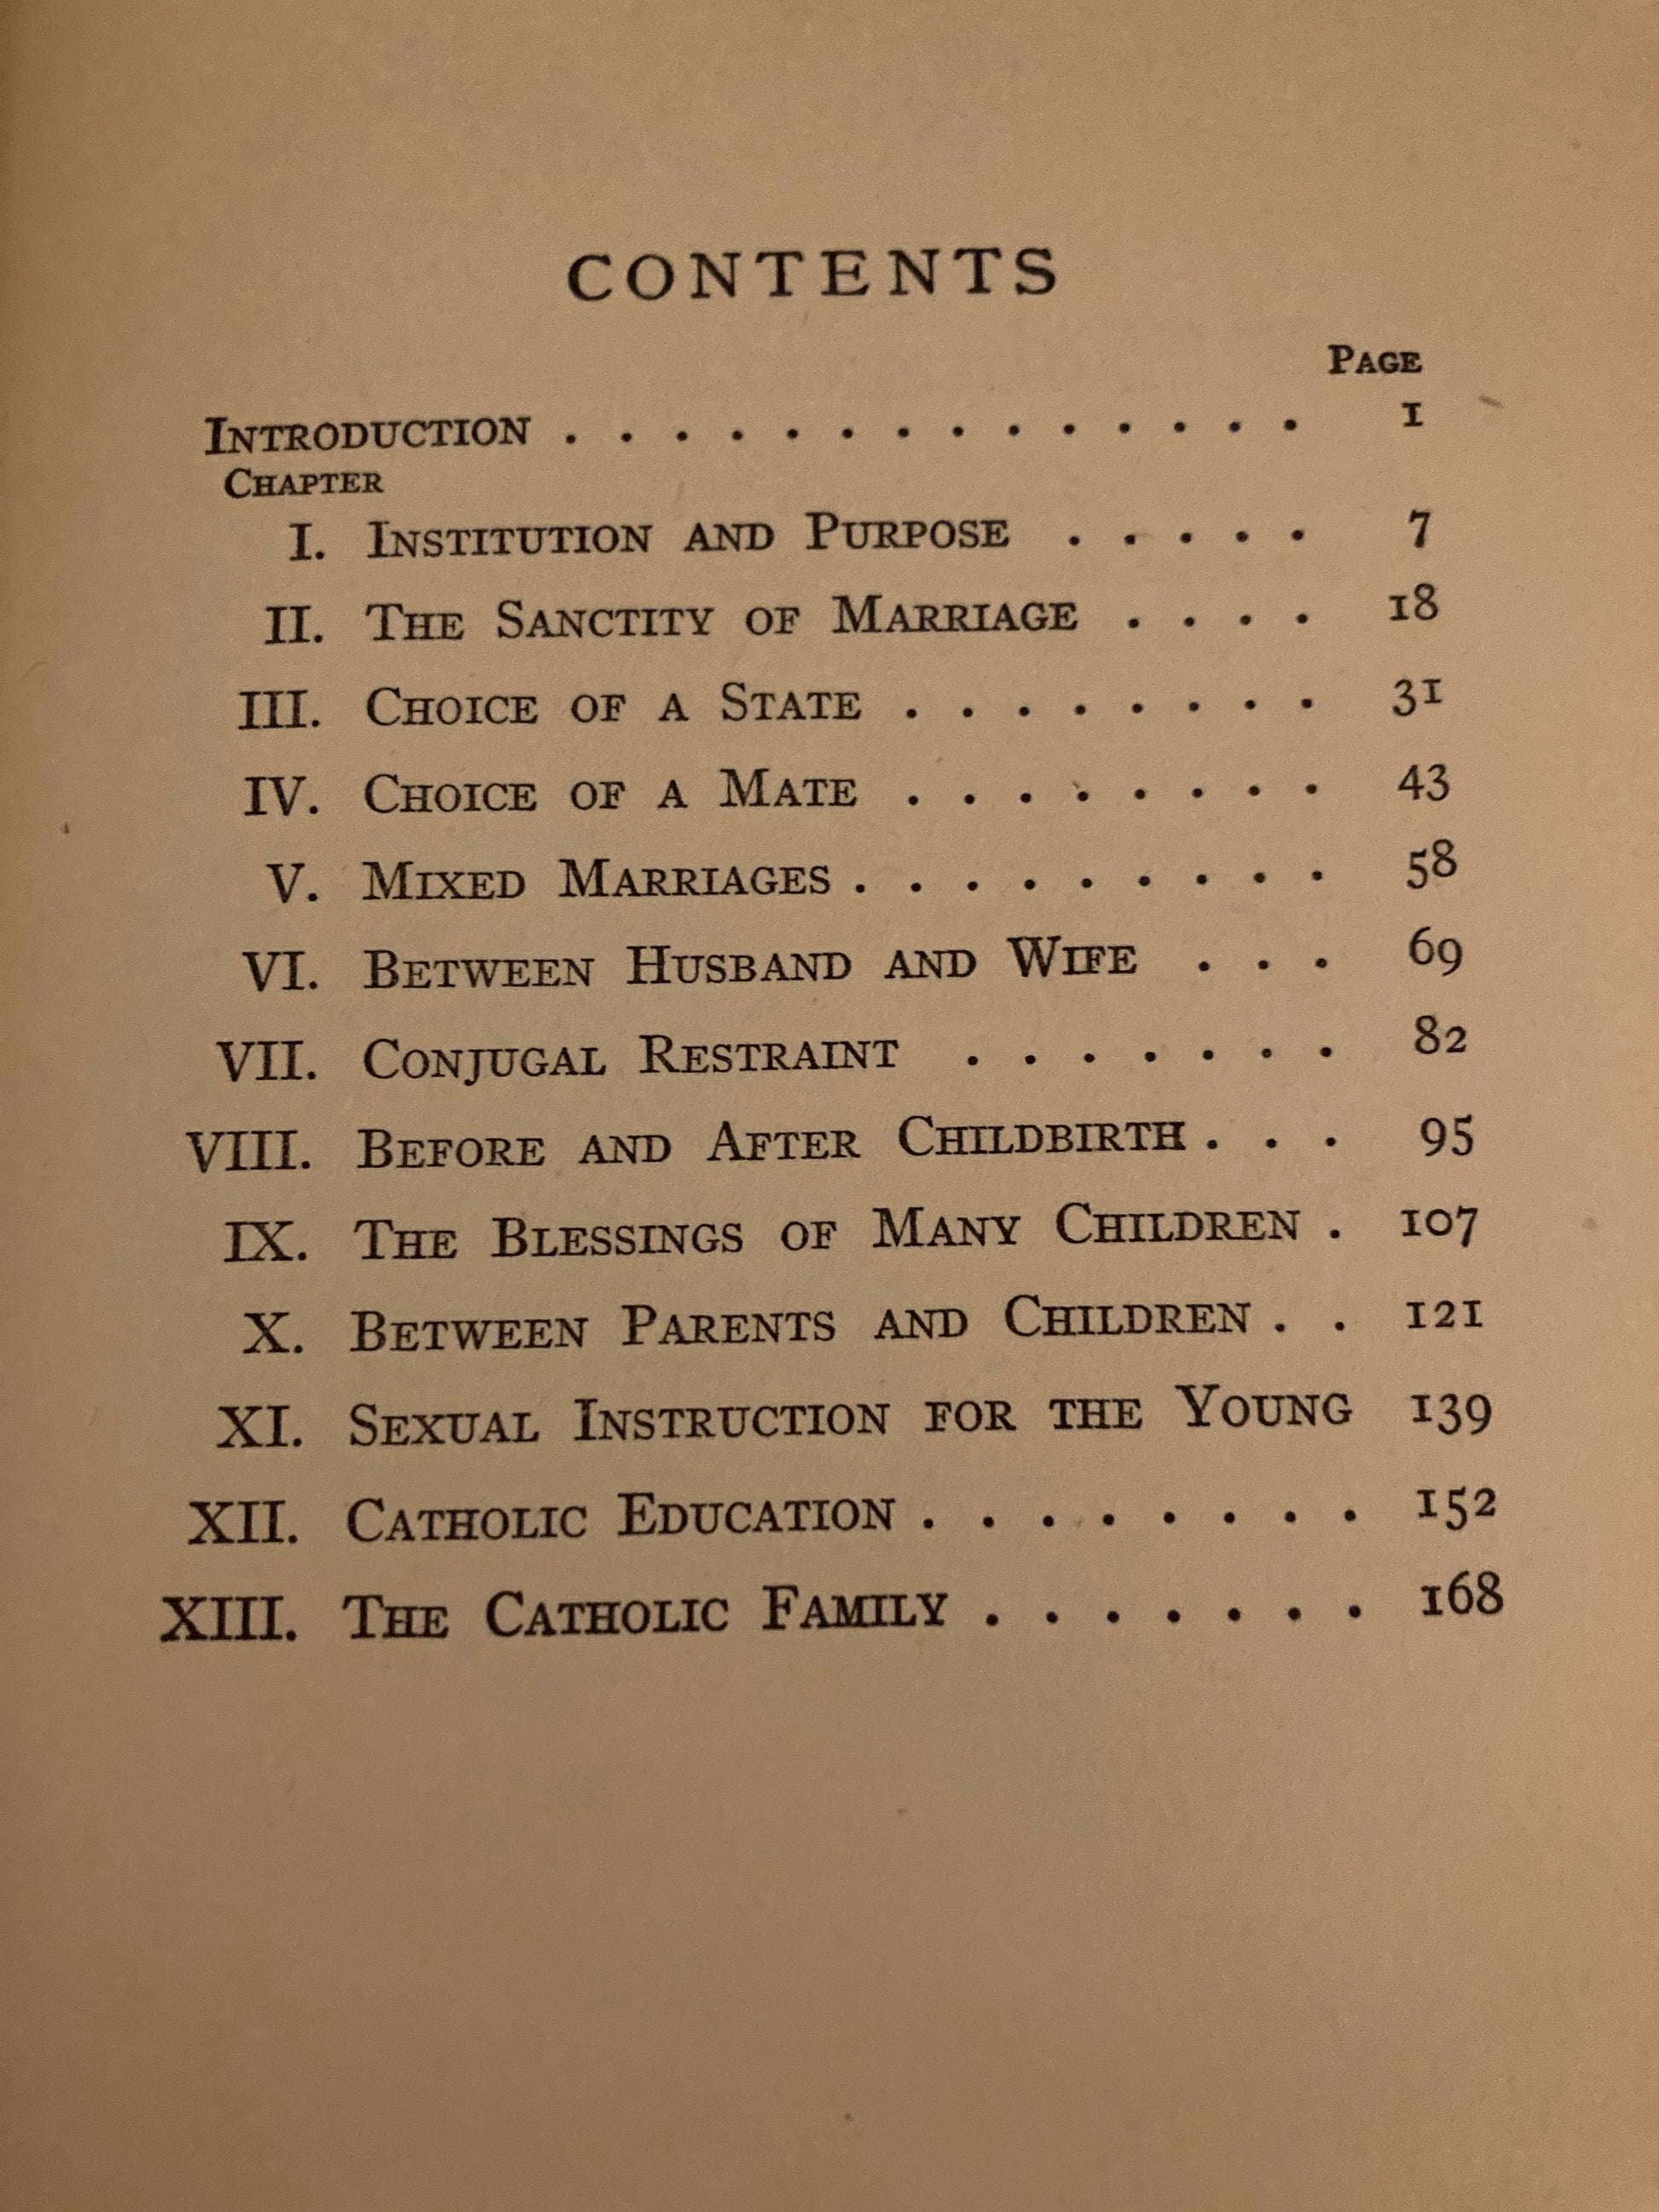 CONTENTS
PAGE
INTRODUCTION . . . . . . . . . . . . . . 1
CHAPTER
I. INSTITUTION AND PURPOSE . . . . . 7
II. THE SANCTITY OF MARRIAGE . . . . 18
III. CHOICE OF A STATE . . . . . . . . 31
IV. CHOICE OF A MATE . . . . . . . . 43
V. MIXED MARRIAGES . . . . . . . . . 58
VI. BETWEEN HUSBAND AND WIFE . . . 69
VII. CONJUGAL RESTRAINT . . . . . . . 82
VIII. BEFORE AND AFTER CHILDBIRTH . . . 95
IX. THE BLESSINGS OF MANY CHILDREN . 107
X. BETWEEN PARENTS AND CHILDREN . . 121
XI. SEXUAL INSTRUCTION FOR THE YOUNG 139
XII. CATHOLIC EDUCATION . . . . . . . . 152
XIII. THE CATHOLIC FAMILY . . . . . . . 168